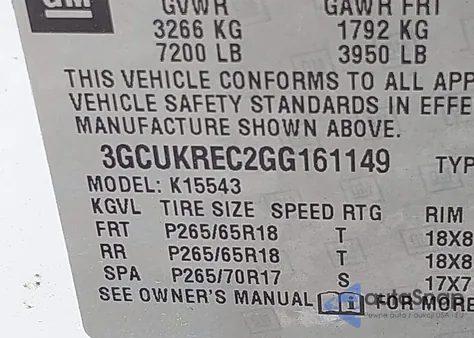 GM
GVWR GAWR FRT
3266 KG 1792 KG
7200 LB 3950 LB
THIS VEHICLE CONFORMS TO ALL APP
VEHICLE SAFETY STANDARDS IN EFFE
MANUFACTURE SHOWN ABOVE.
3GCUKREC2GG161149 TYP
MODEL: K15543
KGVL TIRE SIZE SPEED RTG RIM
FRT P265/65R18 T 18X8
RR P265/65R18 T 18X8
SPA P265/70R17 S 17X7
SEE OWNER'S MANUAL i FOR MORE